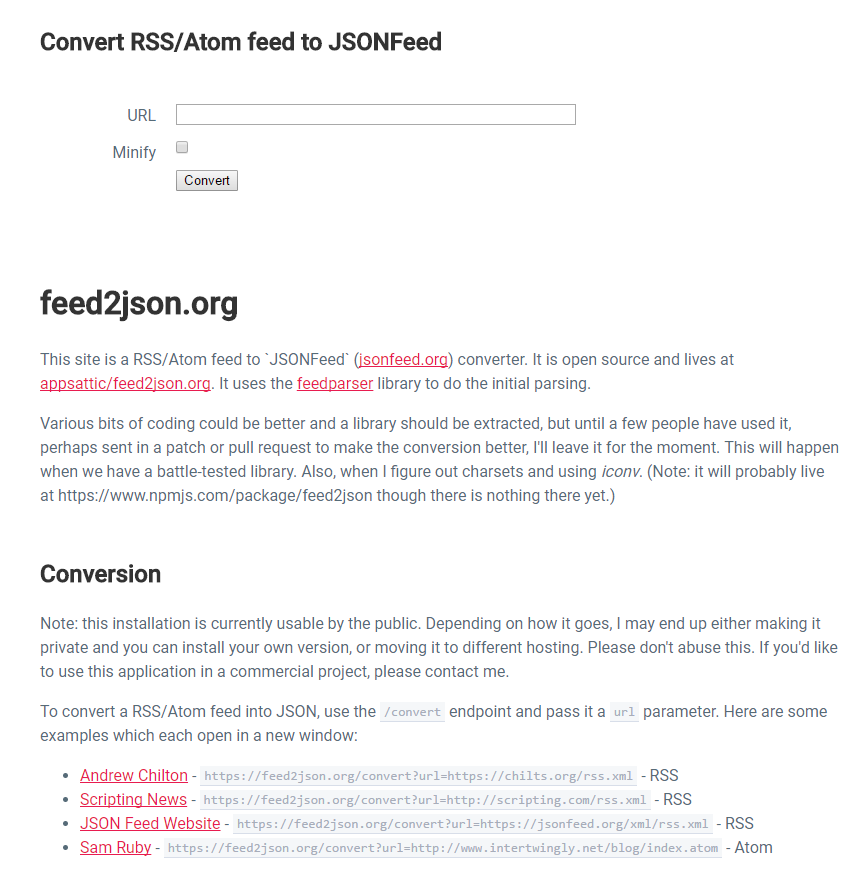 Convert RSS/Atom feed to JSONFeed
URL
Minify
Convert
feed2json.org
This site is a RSS/Atom feed to `JSONFeed` (jsonfeed.org) converter. It is open source and lives at
appsattic/feed2json.org. It uses the feedparser library to do the initial parsing.
Various bits of coding could be better and a library should be extracted, but until a few people have used it,
perhaps sent in a patch or pull request to make the conversion better, I'll leave it for the moment. This will happen
when we have a battle-tested library. Also, when I figure out charsets and using iconv. (Note: it will probably live
at https://www.npmjs.com/package/feed2json though there is nothing there yet.)
Conversion
Note: this installation is currently usable by the public. Depending on how it goes, I may end up either making it
private and you can install your own version, or moving it to different hosting. Please don't abuse this. If you'd like
to use this application in a commercial project, please contact me.
To convert a RSS/Atom feed into JSON, use the /convert endpoint and pass it a url parameter. Here are some
examples which each open in a new window:
• Andrew Chilton - https://feed2json.org/convert?url=https://chilts.org/rss.xml - RSS
• Scripting News - https://feed2json.org/convert?url=http://scripting.com/rss.xml - RSS
• JSON Feed Website - https://feed2json.org/convert?url=https://jsonfeed.org/xml/rss.xml - RSS
• Sam Ruby - https://feed2json.org/convert?url=http://www.intertwingly.net/blog/index.atom - Atom